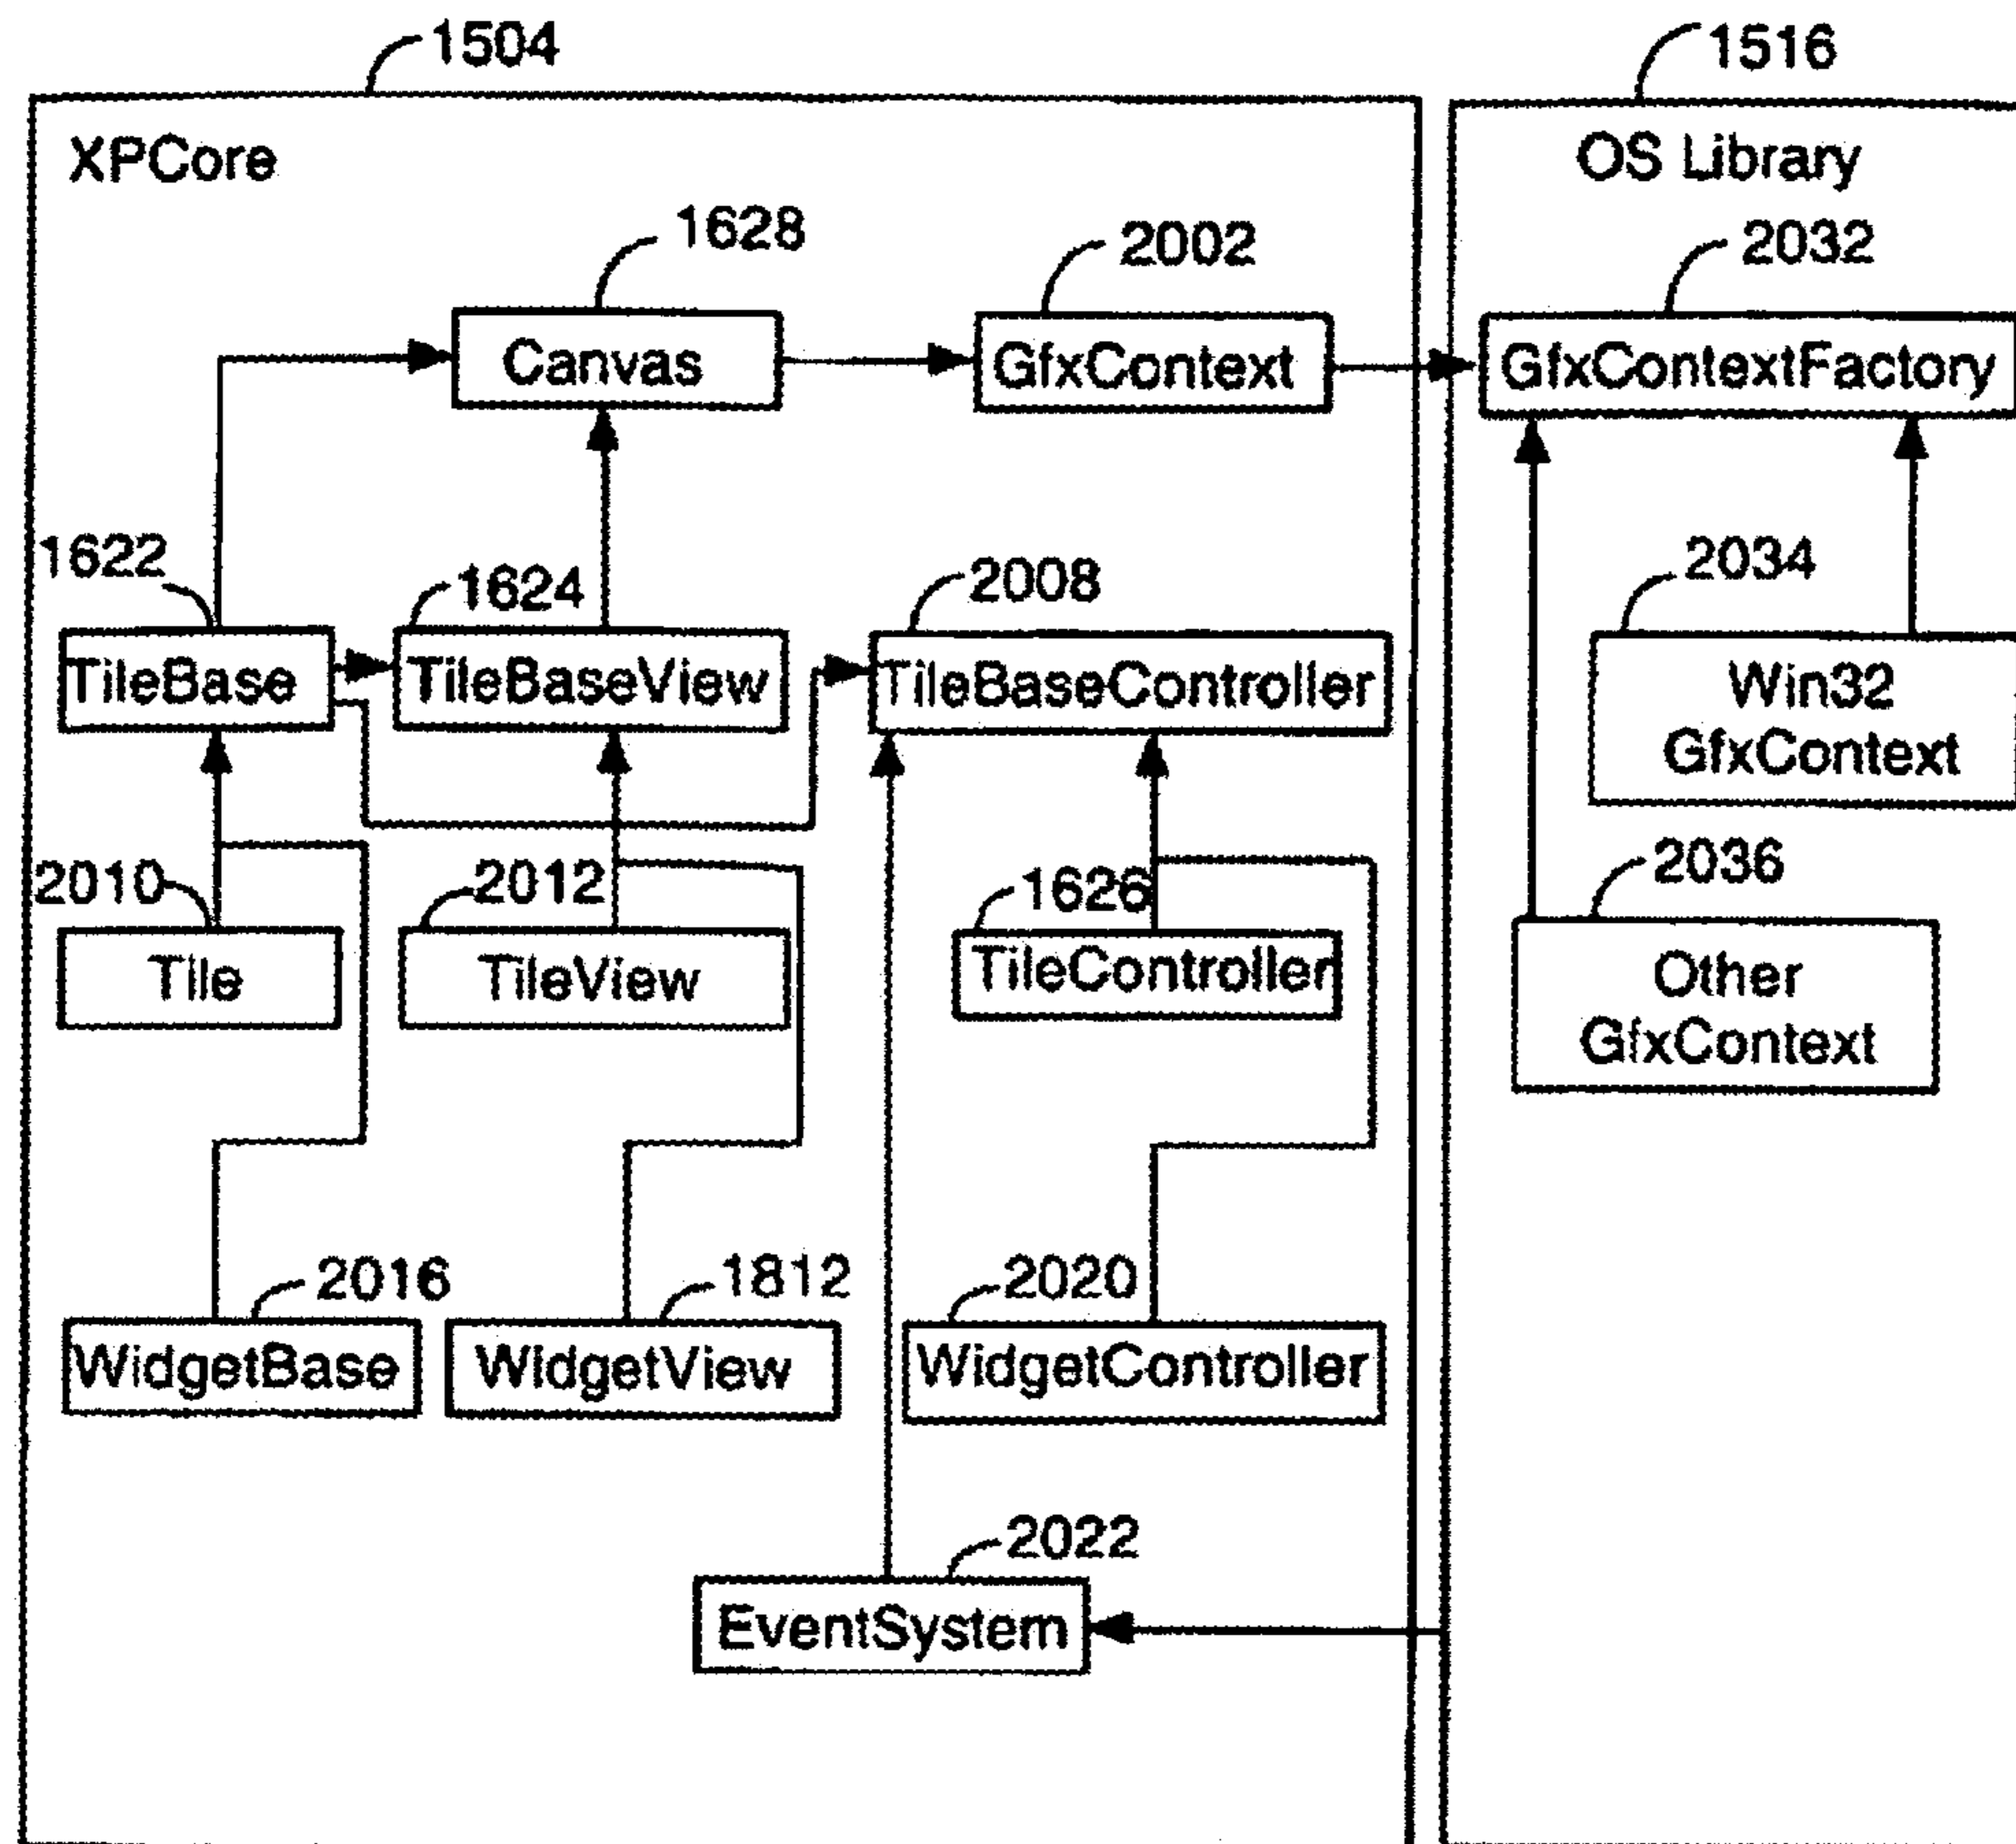 1504
1516
XPCore
OS Library
1628
2002
2032
Canvas
GfxContext
GfxContextFactory
1622
1624
2008
2034
TileBase
TileBaseView
TileBaseController
Win32
GfxContext
2010
2012
1626
2036
Tile
TileView
TileController
Other
GfxContext
2016
1812
2020
WidgetBase
WidgetView
WidgetController
2022
EventSystem